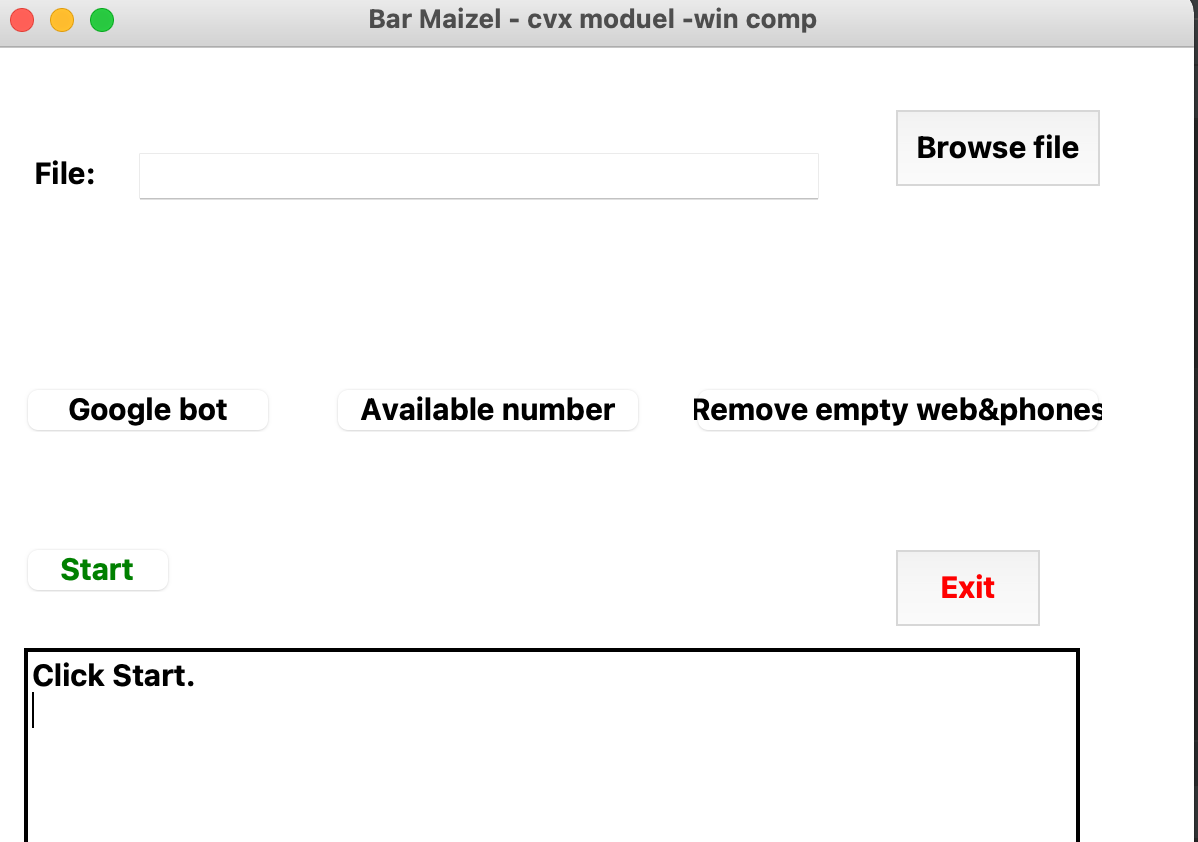 Bar Maizel - cvx moduel -win comp
Browse file
File:
Google bot
Available number
Remove empty web&phones
Start
Exit
Click Start.